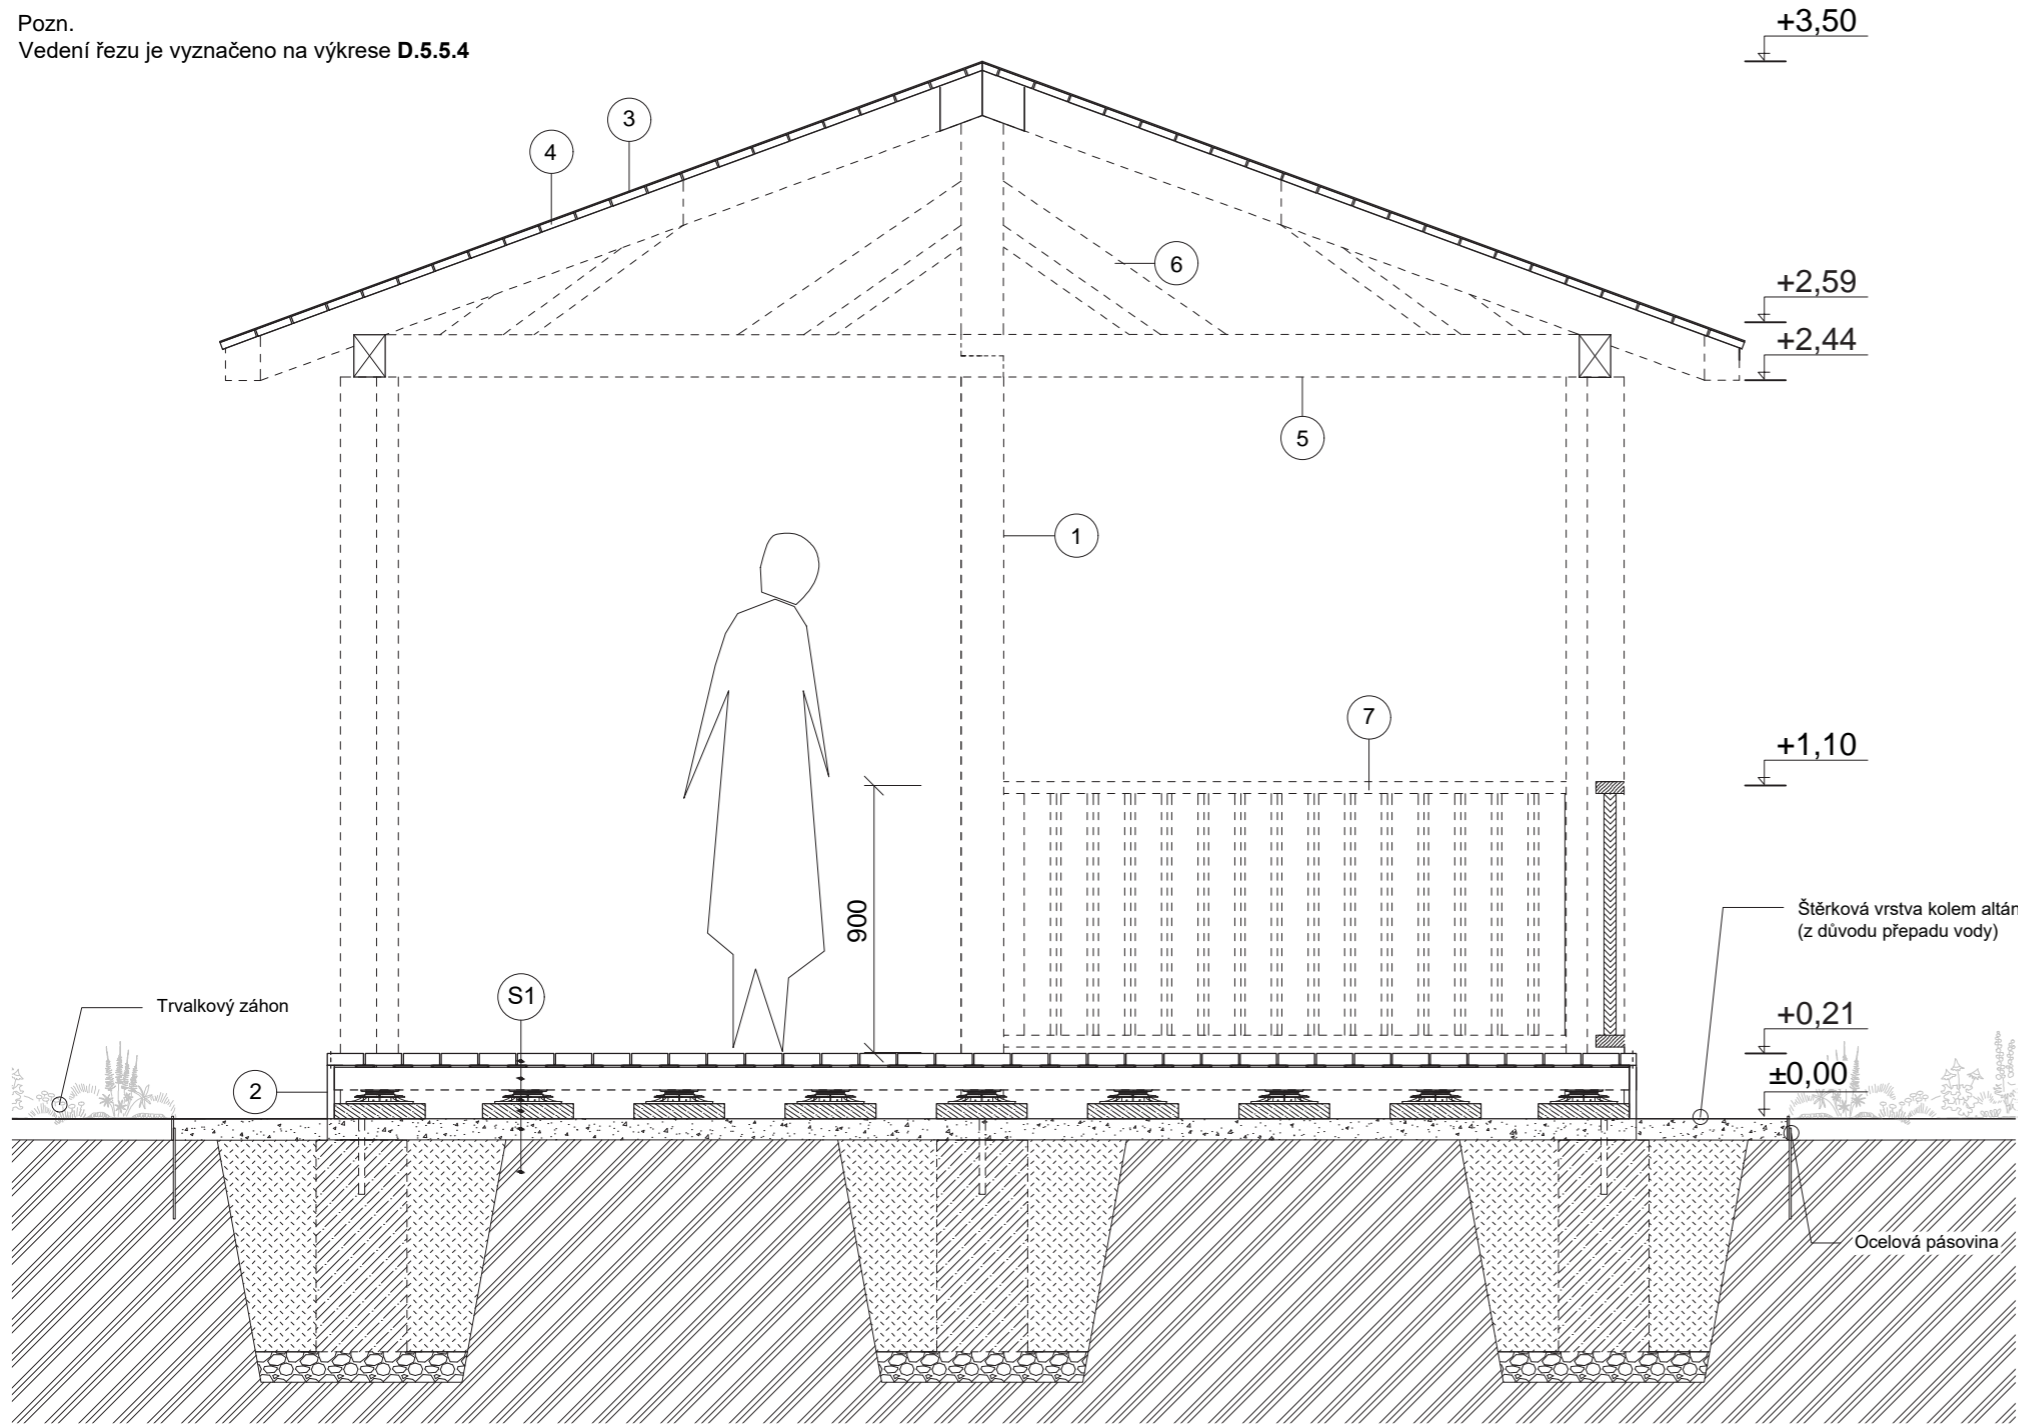 Pozn.
Vedení řezu je vyznačeno na výkrese D.5.5.4
+3,50
3
4
6
+2,59
+2,44
5
1
7
+1,10
900
Štěrková vrstva kolem altán
(z důvodu přepadu vody)
S1
Trvalkový záhon
+0,21
2
±0,00
Ocelová pásovina